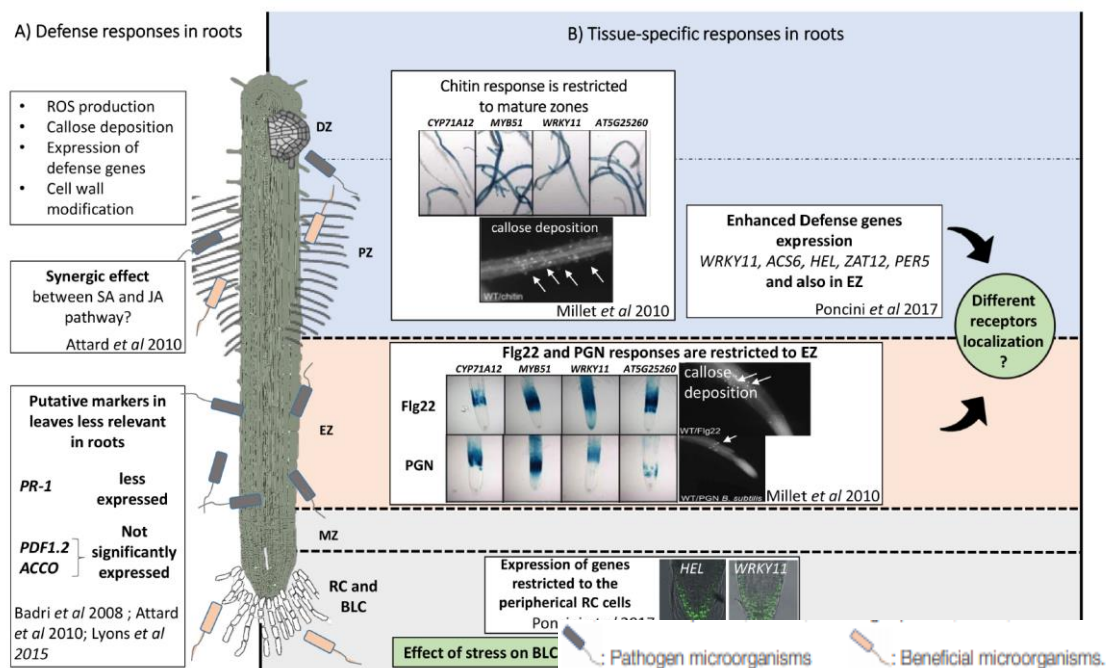 A) Defense responses in roots
B) Tissue-specific responses in roots
• ROS production
• Callose deposition
• Expression of
defense genes
• Cell wall
modification
Synergic effect
between SA and JA
pathway?
Attard et al 2010
Putative markers in
leaves less relevant
in roots
PR-1
less
expressed
PDF1.2
ACCO
Not
significantly
expressed
Badri et al 2008 ; Attard
et al 2010; Lyons et al
2015
DZ
PZ
EZ
MZ
RC and
BLC
Chitin response is restricted
to mature zones
CYP71A12 MYB51 WRKY11 AT5G25260
callose deposition
WT/chitin
Millet et al 2010
Enhanced Defense genes
expression
WRKY11, ACS6, HEL, ZAT12, PER5
and also in EZ
Poncini et al 2017
Different
receptors
localization
?
Flg22 and PGN responses are restricted to EZ
CYP71A12 MYB51 WRKY11 AT5G25260
Flg22
PGN
callose
deposition
WT/Flg22
WT/PGN B. subtilis
Millet et al 2010
Expression of genes
restricted to the
peripherical RC cells
HEL WRKY11
Effect of stress on BLC
: Pathogen microorganisms
: Beneficial microorganisms.